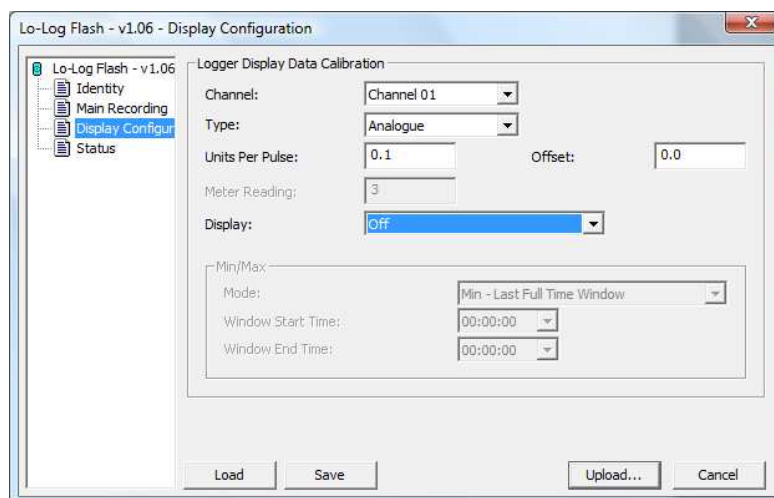 Lo-Log Flash - v1.06 - Display Configuration
Lo-Log Flash - v1.06
Identity
Main Recording
Display Configur
Status
Logger Display Data Calibration
Channel: Channel 01
Type: Analogue
Units Per Pulse: 0.1 Offset: 0.0
Meter Reading: 3
Display: Off
Min/Max
Mode: Min - Last Full Time Window
Window Start Time: 00:00:00
Window End Time: 00:00:00
Load Save Upload... Cancel